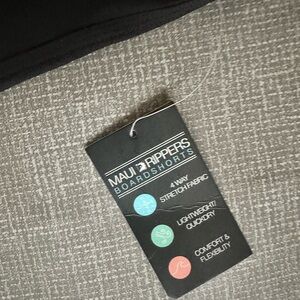 MAUI RIPPERS
BOARDSHORTS
4 WAY
STRETCH FABRIC
LIGHTWEIGHT/
QUICKDRY
COMFORT &
FLEXIBILITY